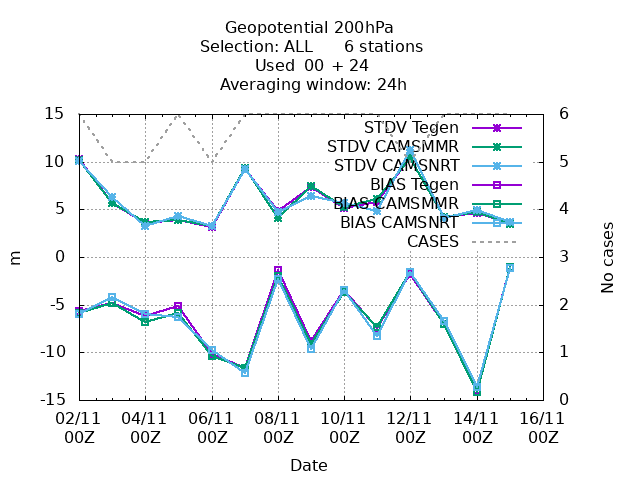 Geopotential 200hPa
Selection: ALL 6 stations
Used 00 + 24
Averaging window: 24h
15 6
STDV Tegen
STDV CAMSMMR
10 5
STDV CAMSNRT
BIAS Tegen
BIAS CAMSMMR
5 4
BIAS CAMSNRT
CASES
m
0 3
No cases
-5 2
-10 1
-15 0
02/11 04/11 06/11 08/11 10/11 12/11 14/11 16/11
00Z 00Z 00Z 00Z 00Z 00Z 00Z 00Z
Date